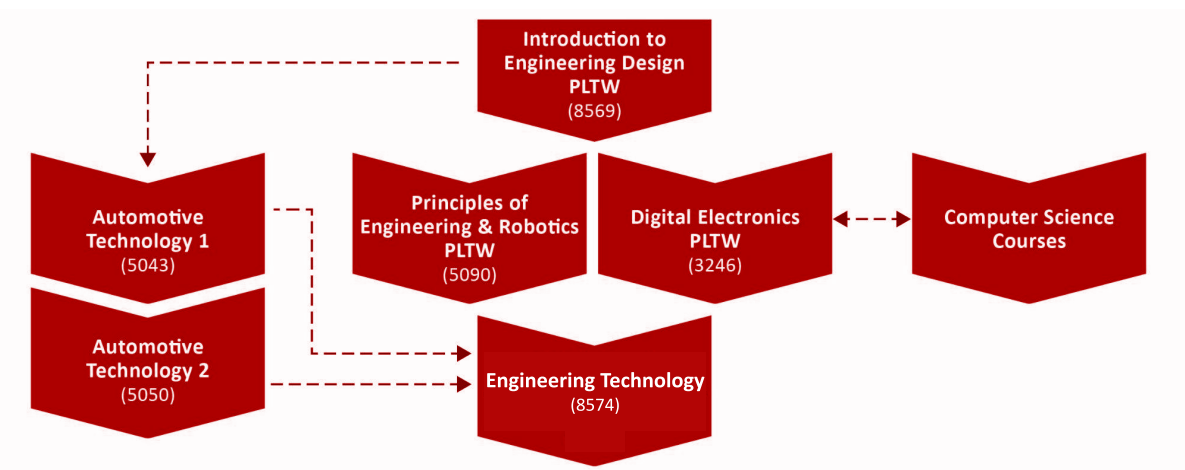 Introduction to
Engineering Design
PLTW
(8569)
Automotive
Technology 1
(5043)
Principles of
Engineering & Robotics
PLTW
(5090)
Digital Electronics
PLTW
(3246)
Computer Science
Courses
Automotive
Technology 2
(5050)
Engineering Technology
(8574)